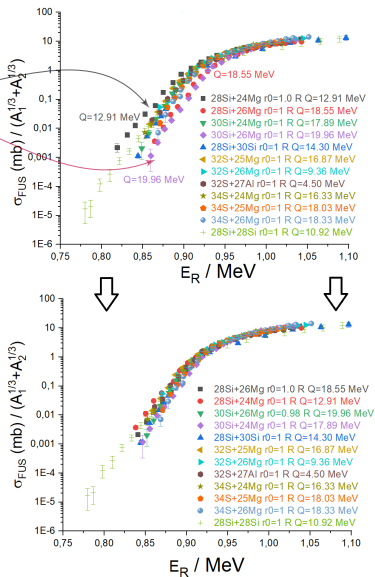 100
10
1
0,1
0,01
0,001
1E-4
1E-5
1E-6
σFUS (mb) / (A1^1/3+A2^1/3)
Q=18.55 MeV
Q=12.91 MeV
Q=19.96 MeV
28Si+24Mg r0=1.0 R Q=12.91 MeV
28Si+26Mg r0=1 R Q=18.55 MeV
30Si+24Mg r0=1 R Q=17.89 MeV
30Si+26Mg r0=1 R Q=19.96 MeV
28Si+30Si r0=1 R Q=14.30 MeV
32S+25Mg r0=1 R Q=16.87 MeV
32S+26Mg r0=1 R Q=9.36 MeV
32S+27Al r0=1 R Q=4.50 MeV
34S+24Mg r0=1 R Q=16.33 MeV
34S+25Mg r0=1 R Q=18.03 MeV
34S+26Mg r0=1 R Q=18.33 MeV
28Si+28Si r0=1 R Q=10.92 MeV
0,75 0,80 0,85 0,90 0,95 1,00 1,05 1,10
ER / MeV
100
10
1
0,1
0,01
0,001
1E-4
1E-5
1E-6
σFUS (mb) / (A1^1/3+A2^1/3)
28Si+26Mg r0=1.0 R Q=18.55 MeV
28Si+24Mg r0=1 R Q=12.91 MeV
30Si+26Mg r0=0.98 R Q=19.96 MeV
30Si+24Mg r0=1 R Q=17.89 MeV
28Si+30Si r0=1 R Q=14.30 MeV
32S+25Mg r0=1 R Q=16.87 MeV
32S+26Mg r0=1 R Q=9.36 MeV
32S+27Al r0=1 R Q=4.50 MeV
34S+24Mg r0=1 R Q=16.33 MeV
34S+25Mg r0=1 R Q=18.03 MeV
34S+26Mg r0=1 R Q=18.33 MeV
28Si+28Si r0=1 R Q=10.92 MeV
0,75 0,80 0,85 0,90 0,95 1,00 1,05 1,10
ER / MeV